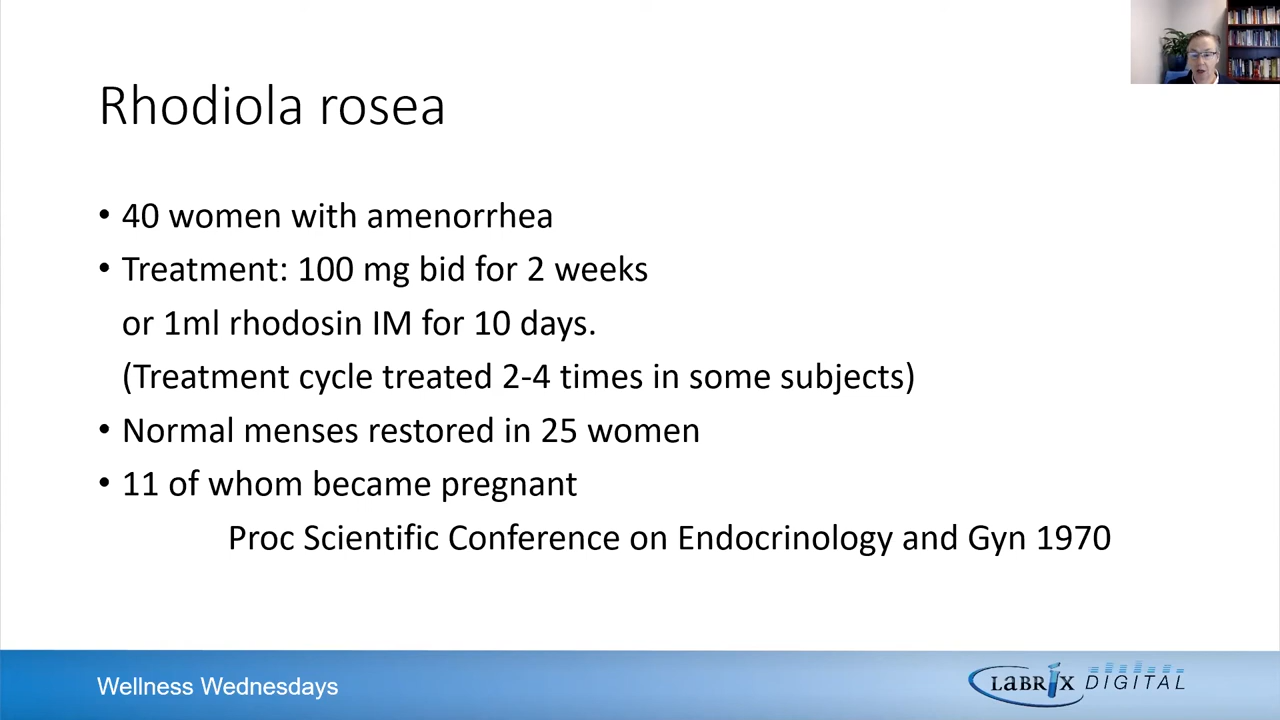 Rhodiola rosea
• 40 women with amenorrhea
• Treatment: 100 mg bid for 2 weeks
or 1ml rhodosin IM for 10 days.
(Treatment cycle treated 2-4 times in some subjects)
• Normal menses restored in 25 women
• 11 of whom became pregnant
Proc Scientific Conference on Endocrinology and Gyn 1970
Wellness Wednesdays
LABRIX DIGITAL